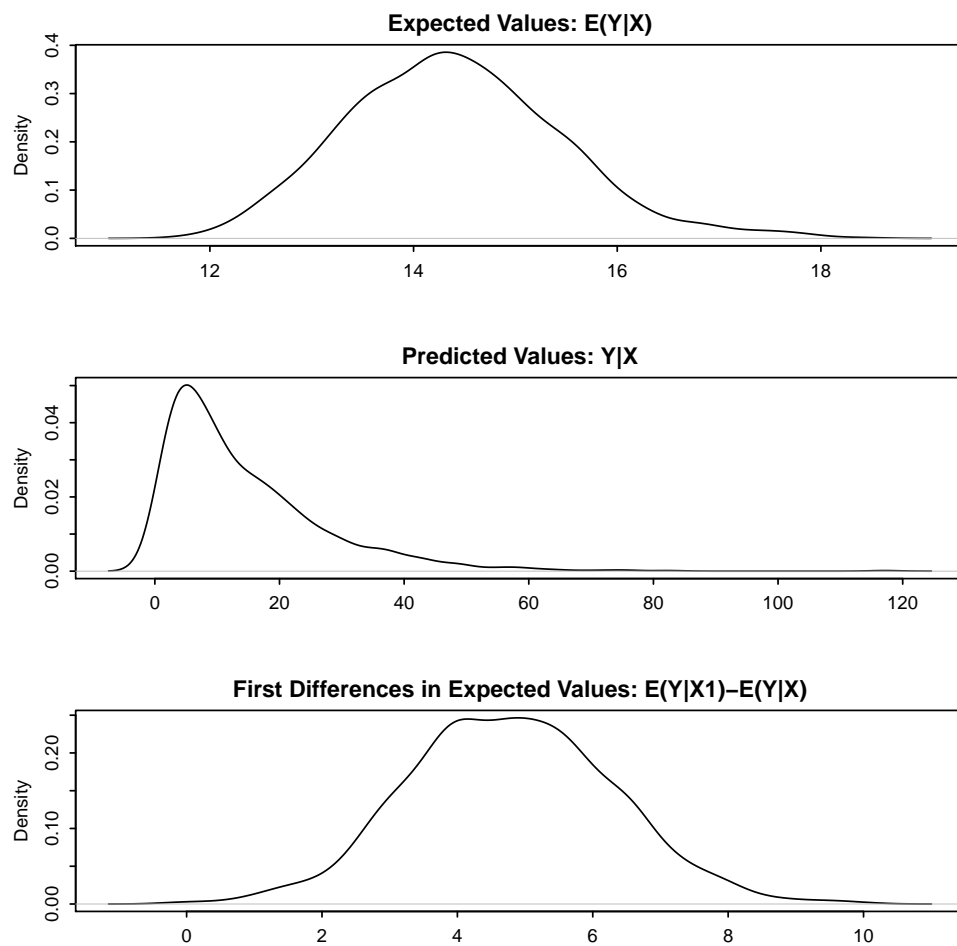 Expected Values: E(Y|X)
Density
0.0 0.1 0.2 0.3 0.4
12 14 16 18
Predicted Values: Y|X
Density
0.00 0.02 0.04
0 20 40 60 80 100 120
First Differences in Expected Values: E(Y|X1)−E(Y|X)
Density
0.00 0.10 0.20
0 2 4 6 8 10